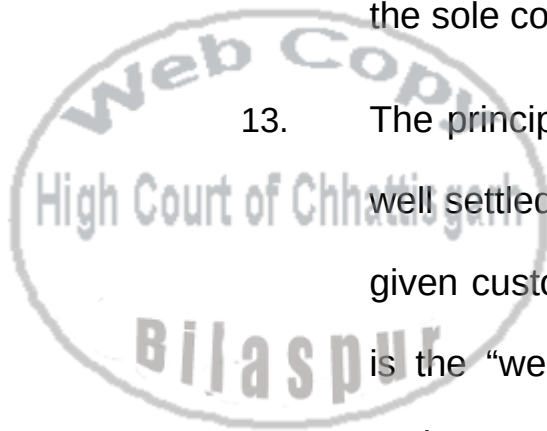 the sole co
Web Copy
13. The princip
High Court of Chhattisgarh
well settled
given custo
Bilaspur
is the “we